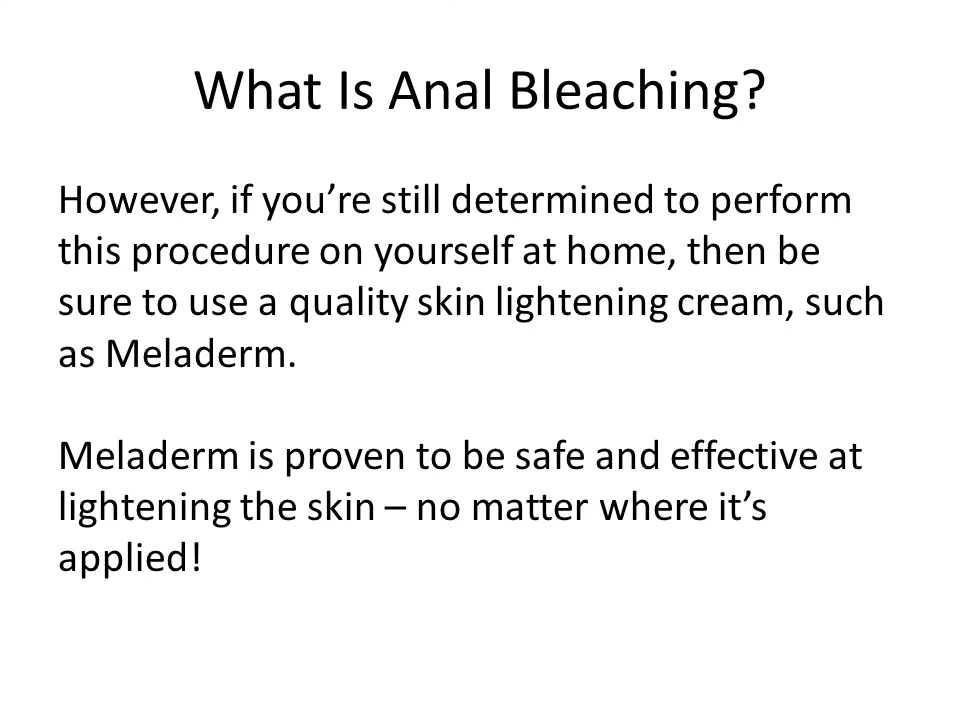 What Is Anal Bleaching?
However, if you’re still determined to perform
this procedure on yourself at home, then be
sure to use a quality skin lightening cream, such
as Meladerm.
Meladerm is proven to be safe and effective at
lightening the skin – no matter where it’s
applied!